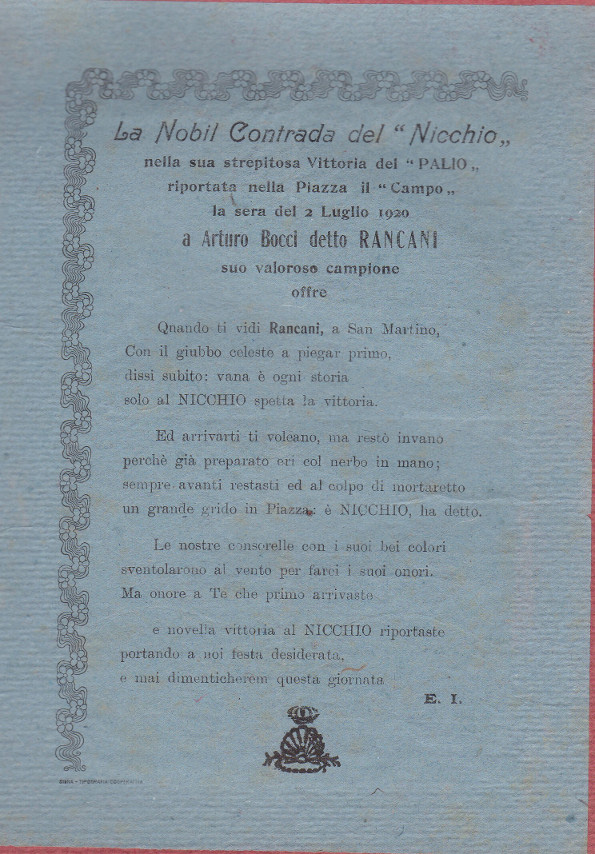 La Nobil Contrada del “Nicchio„
nella sua strepitosa Vittoria del “PALIO„
riportata nella Piazza il “Campo„
la sera del 2 Luglio 1920
a Arturo Bocci detto RANCANI
suo valoroso campione
offre
Quando ti vidi Rancani, a San Martino,
Con il giubbo celeste a piegar primo,
dissi subito: vana è ogni storia
solo al NICCHIO spetta la vittoria.
Ed arrivarti ti voleano, ma restò invano
perchè già preparato eri col nerbo in mano;
sempre avanti restasti ed al colpo di mortaretto
un grande grido in Piazza: é NICCHIO, ha detto.
Le nostre consorelle con i suoi bei colori
sventolarono al vento per farci i suoi onori.
Ma onore a Te che primo arrivaste
e novella vittoria al NICCHIO riportaste
portando a noi festa desiderata,
e mai dimenticherem questa giornata
E. I.
SIENA - TIPOGRAFIA COOPERATIVA